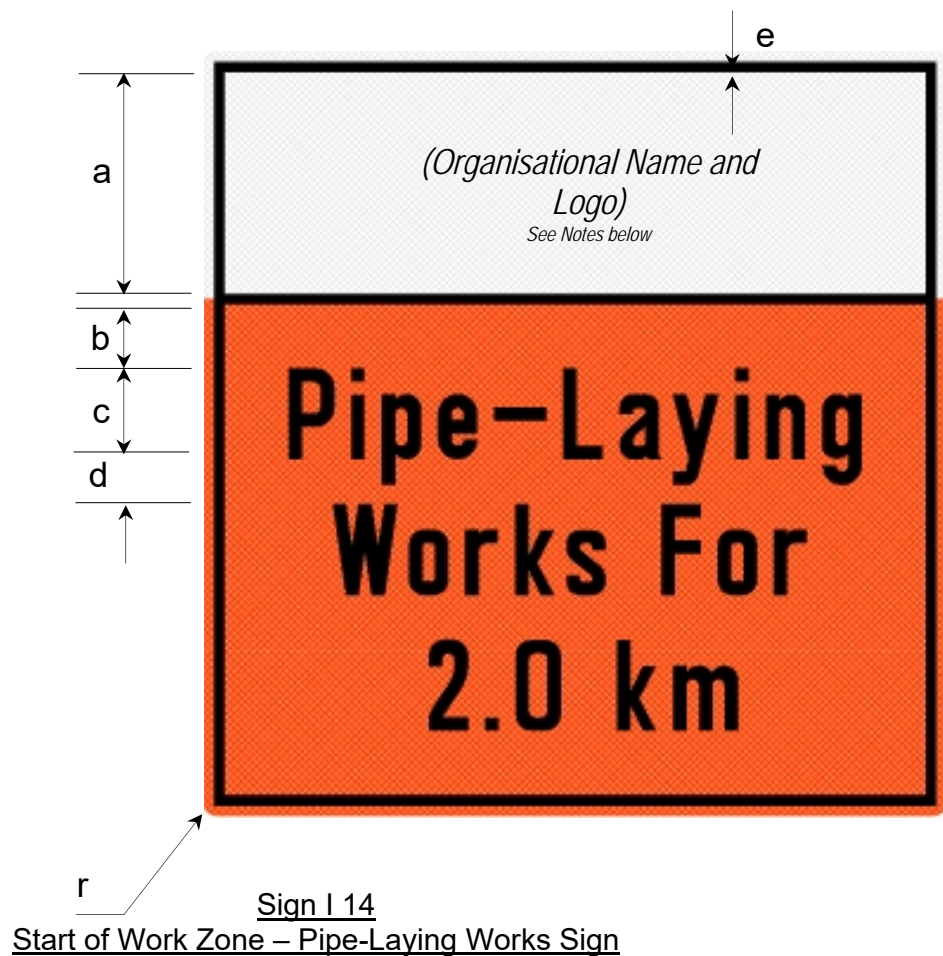 e
a
(Organisational Name and
Logo)
See Notes below
b
c
d
Pipe–Laying
Works For
2.0 km
r
Sign I 14
Start of Work Zone – Pipe-Laying Works Sign